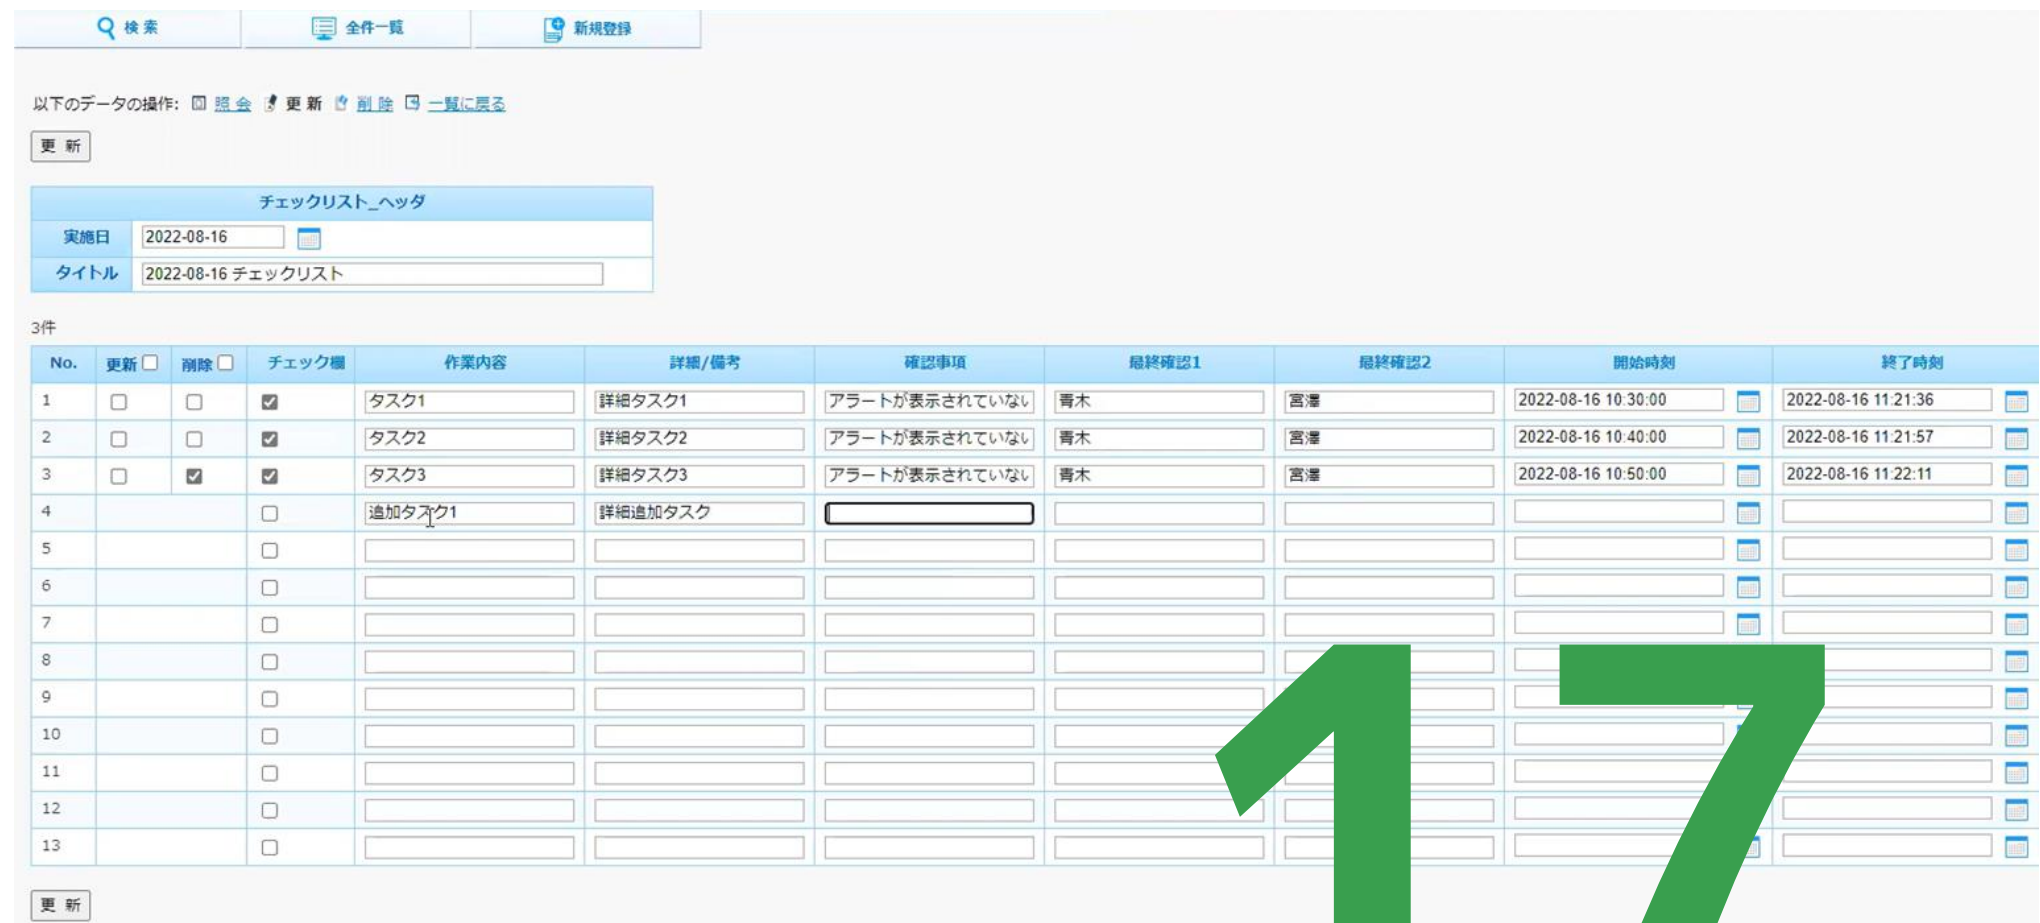 検 索 全件一覧 新規登録
以下のデータの操作: 照 会 更 新 削 除 一覧に戻る
更 新
チェックリスト_ヘッダ
実施日 2022-08-16
タイトル 2022-08-16 チェックリスト
3件
No. 更新 削除 チェック欄 作業内容 詳細/備考 確認事項 最終確認1 最終確認2 開始時刻 終了時刻
1 タスク1 詳細タスク1 アラートが表示されていない 青木 宮澤 2022-08-16 10:30:00 2022-08-16 11:21:36
2 タスク2 詳細タスク2 アラートが表示されていない 青木 宮澤 2022-08-16 10:40:00 2022-08-16 11:21:57
3 タスク3 詳細タスク3 アラートが表示されていない 青木 宮澤 2022-08-16 10:50:00 2022-08-16 11:22:11
4 追加タスク1 詳細追加タスク
5
6
7
8
9
10
11
12
13
更 新
17